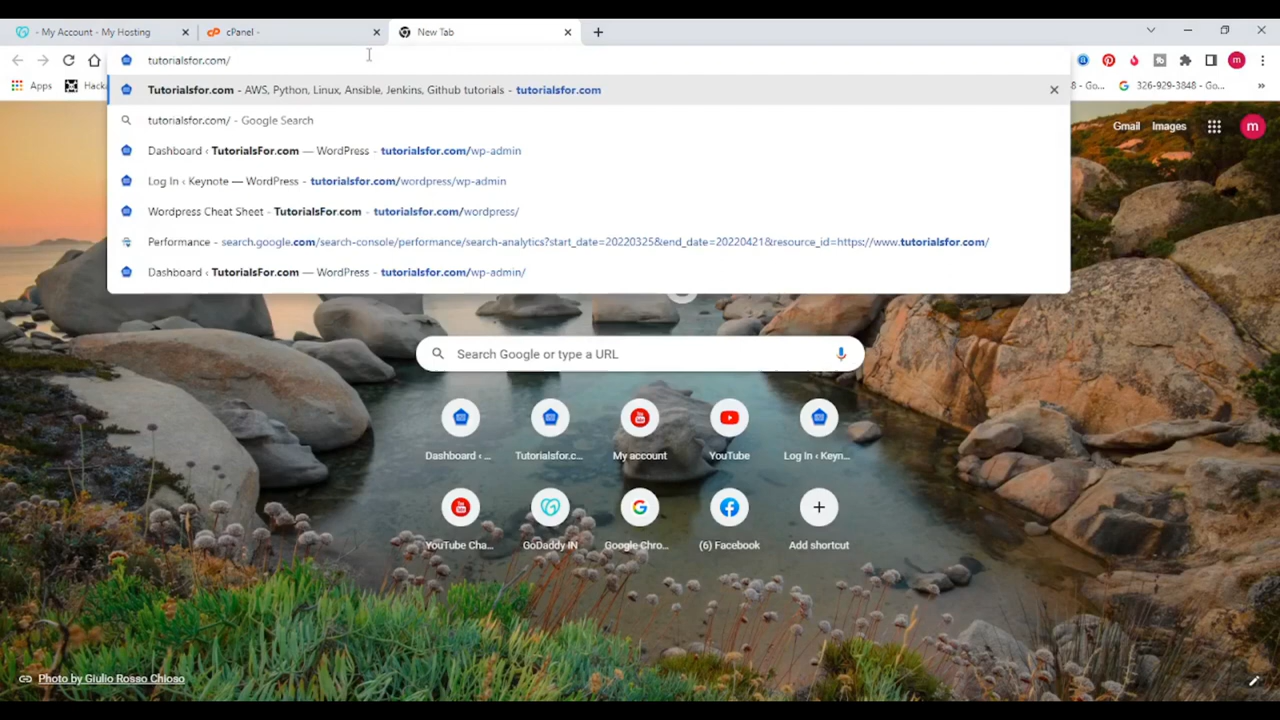 - My Account - My Hosting
cPanel -
New Tab
tutorialsfor.com/
Apps
Hack
8 - Go...
326-929-3848 - Go...
Tutorialsfor.com - AWS, Python, Linux, Ansible, Jenkins, Github tutorials - tutorialsfor.com
tutorialsfor.com/ - Google Search
Dashboard ‹ TutorialsFor.com — WordPress - tutorialsfor.com/wp-admin
Log In ‹ Keynote — WordPress - tutorialsfor.com/wordpress/wp-admin
Wordpress Cheat Sheet - TutorialsFor.com - tutorialsfor.com/wordpress/
Performance - search.google.com/search-console/performance/search-analytics?start_date=20220325&end_date=20220421&resource_id=https://www.tutorialsfor.com/
Dashboard ‹ TutorialsFor.com — WordPress - tutorialsfor.com/wp-admin/
Gmail
Images
m
m
Search Google or type a URL
Dashboard ‹ ...
Tutorialsfor.c...
My account
YouTube
Log In ‹ Keyn...
YouTube Cha...
GoDaddy IN
Google Chro...
(6) Facebook
Add shortcut
Photo by Giulio Rosso Chioso